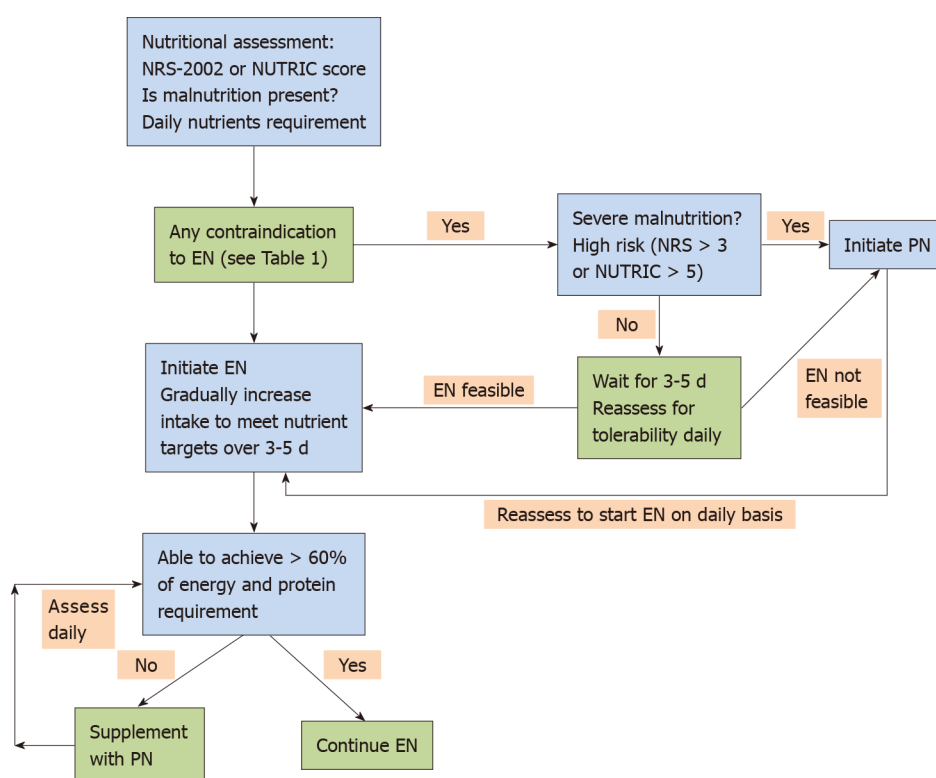 Nutritional assessment:
NRS-2002 or NUTRIC score
Is malnutrition present?
Daily nutrients requirement
Any contraindication
to EN (see Table 1)
Yes
Severe malnutrition?
High risk (NRS > 3
or NUTRIC > 5)
Yes
Initiate PN
No
Wait for 3-5 d
Reassess for
tolerability daily
EN not
feasible
EN feasible
Initiate EN
Gradually increase
intake to meet nutrient
targets over 3-5 d
Reassess to start EN on daily basis
Able to achieve > 60%
of energy and protein
requirement
Assess
daily
No
Yes
Supplement
with PN
Continue EN